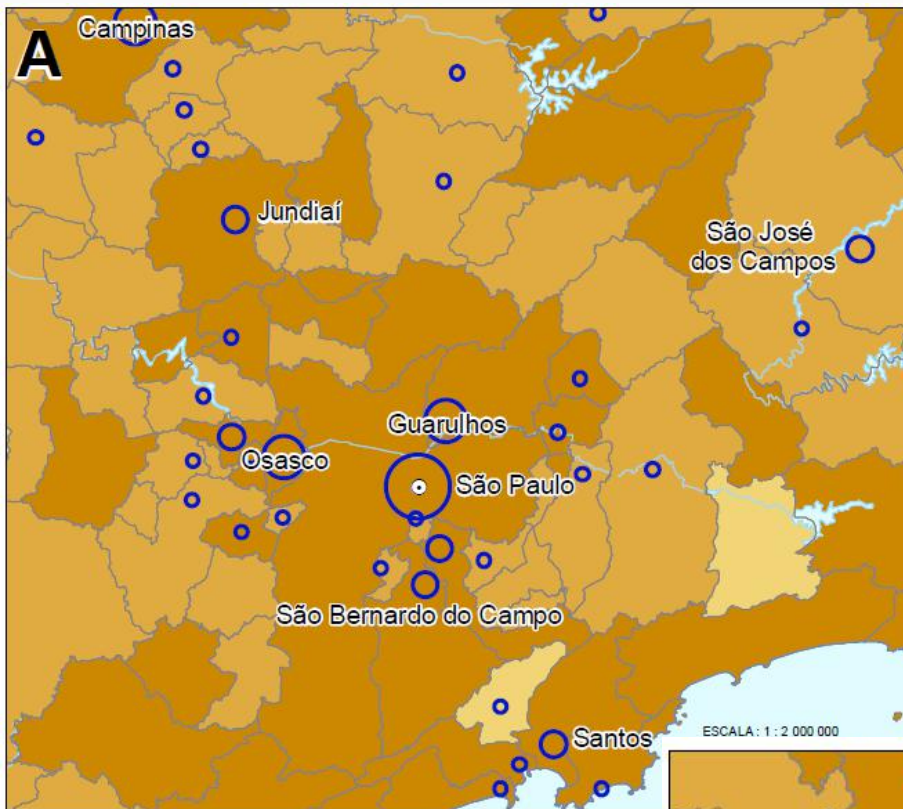 Campinas
A
Jundiaí
São José
dos Campos
Guarulhos
Osasco
São Paulo
São Bernardo do Campo
Santos
ESCALA : 1 : 2 000 000